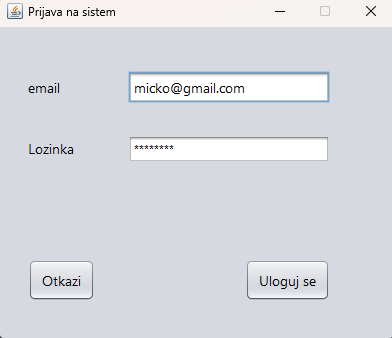 Prijava na sistem
email micko@gmail.com
Lozinka ********
Otkazi Uloguj se